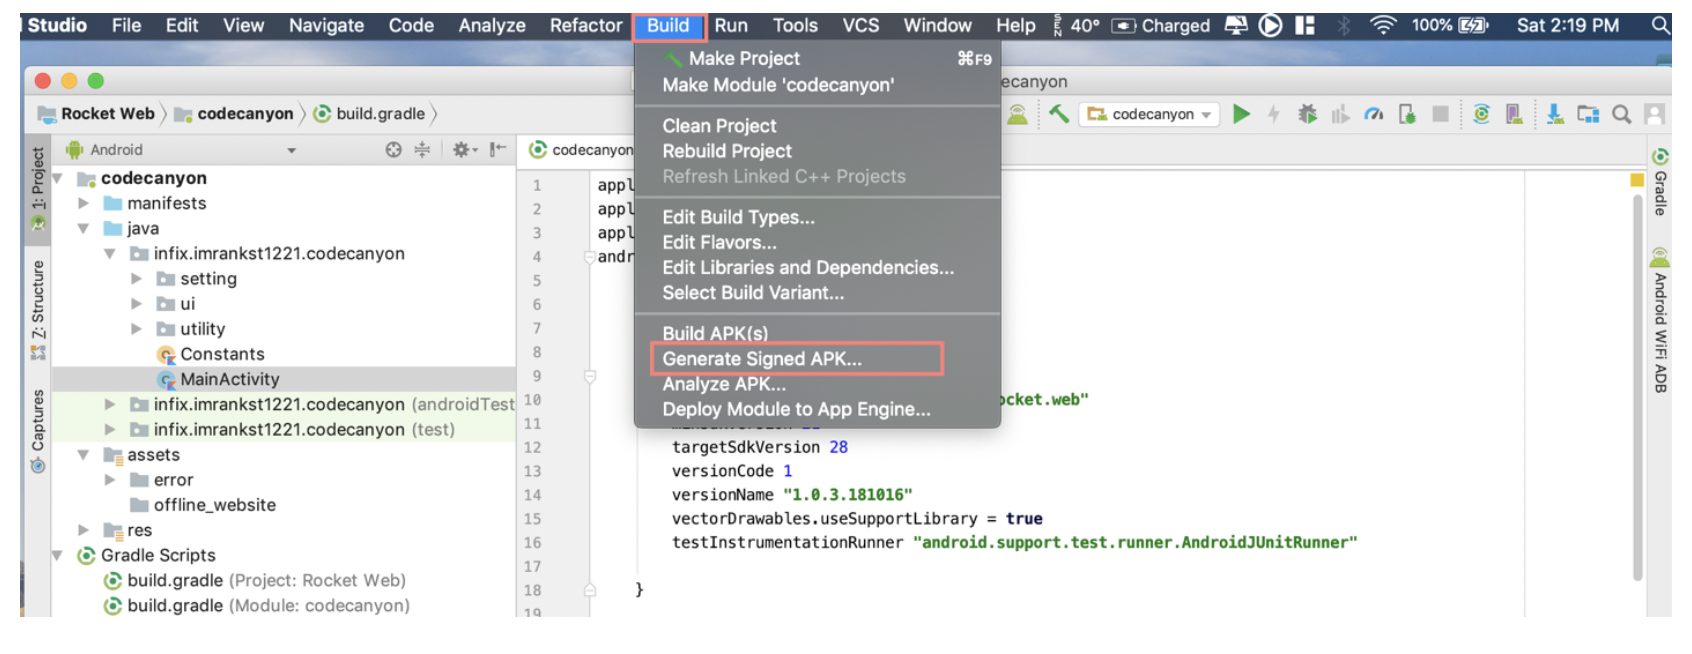 Studio File Edit View Navigate Code Analyze Refactor Build Run Tools VCS Window Help SEN 40° Charged 100% Sat 2:19 PM
Make Project ⌘F9
Make Module 'codecanyon'
Clean Project
Rebuild Project
Refresh Linked C++ Projects
Edit Build Types...
Edit Flavors...
Edit Libraries and Dependencies...
Select Build Variant...
Build APK(s)
Generate Signed APK...
Analyze APK...
Deploy Module to App Engine...
ecanyon
Rocket Web codecanyon build.gradle
codecanyon
Android
codecanyon
manifests
java
infix.imrankst1221.codecanyon
setting
ui
utility
Constants
MainActivity
infix.imrankst1221.codecanyon (androidTest
infix.imrankst1221.codecanyon (test)
assets
error
offline_website
res
Gradle Scripts
build.gradle (Project: Rocket Web)
build.gradle (Module: codecanyon)
1: Project
Z: Structure
Captures
codecanyon
1 appl
2 appl
3 appl
4 andr
5
6
7
8
9
10 ocket.web"
11
12 targetSdkVersion 28
13 versionCode 1
14 versionName "1.0.3.181016"
15 vectorDrawables.useSupportLibrary = true
16 testInstrumentationRunner "android.support.test.runner.AndroidJUnitRunner"
17
18 }
19
Gradle
Android WiFi ADB